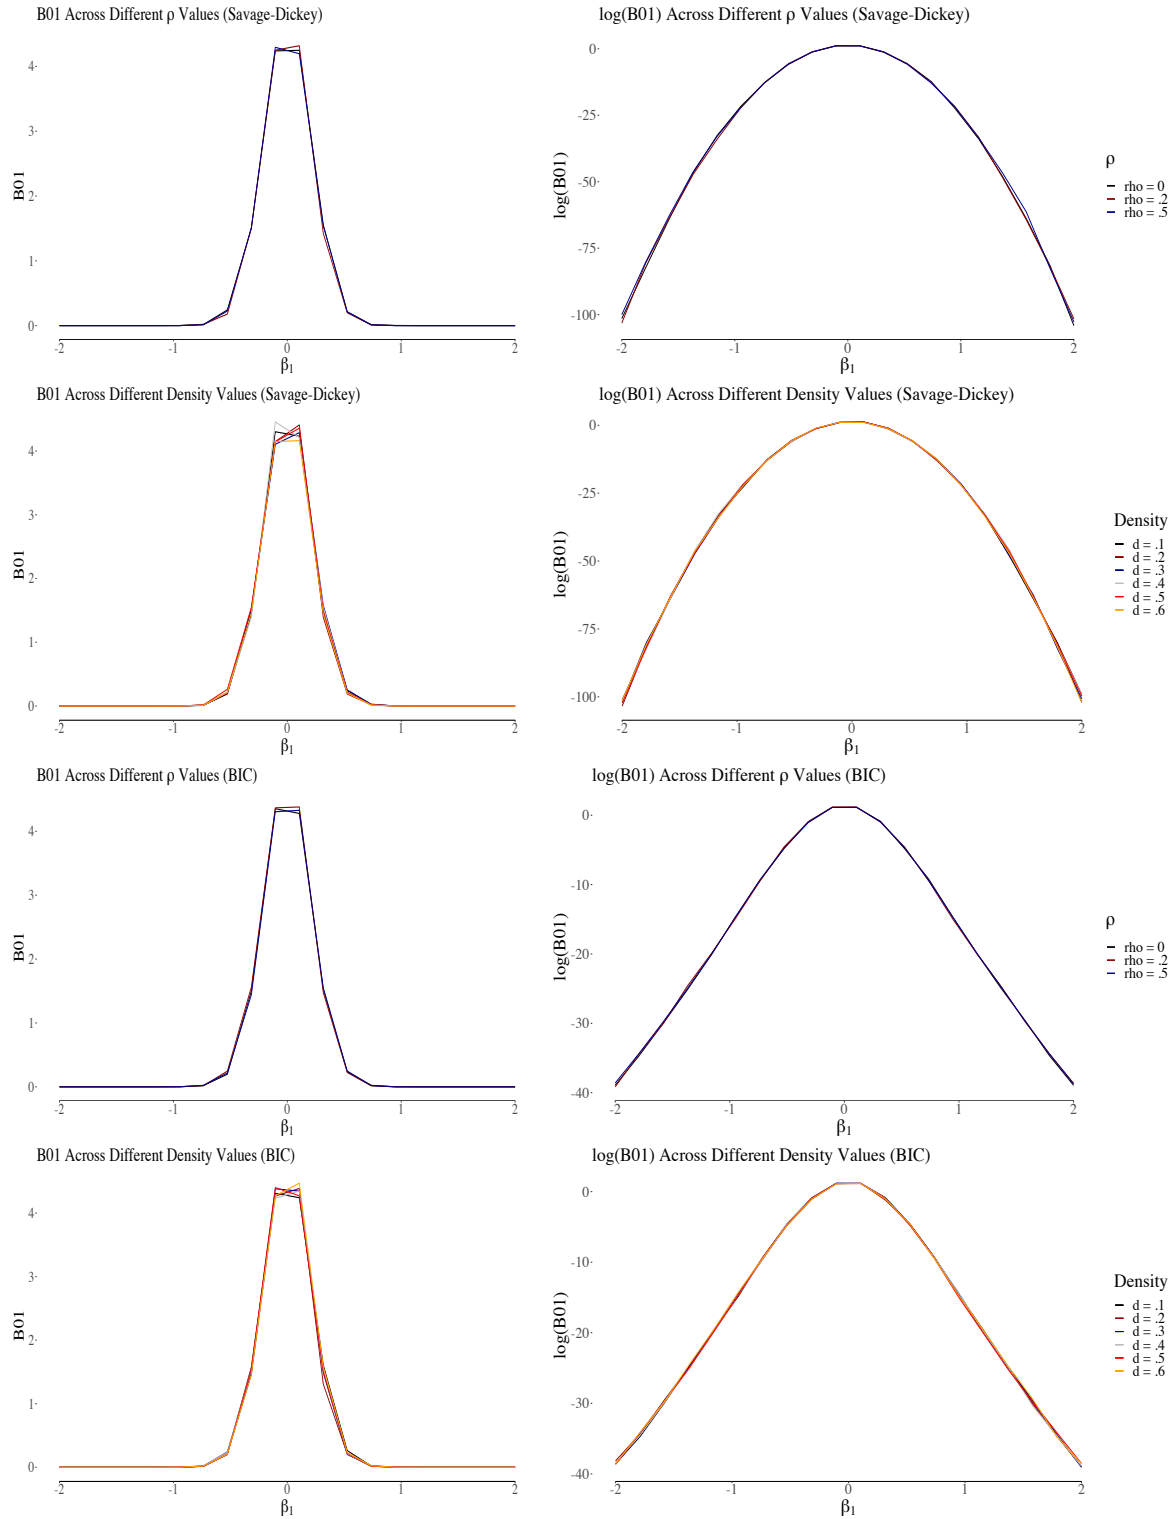 B01 Across Different ρ Values (Savage-Dickey)
B01
4
3
2
1
0
-2 -1 0 1 2
β1
log(B01) Across Different ρ Values (Savage-Dickey)
log(B01)
0
-25
-50
-75
-100
-2 -1 0 1 2
β1
ρ
rho = 0
rho = .2
rho = .5
B01 Across Different Density Values (Savage-Dickey)
B01
4
3
2
1
0
-2 -1 0 1 2
β1
log(B01) Across Different Density Values (Savage-Dickey)
log(B01)
0
-25
-50
-75
-100
-2 -1 0 1 2
β1
Density
d = .1
d = .2
d = .3
d = .4
d = .5
d = .6
B01 Across Different ρ Values (BIC)
B01
4
3
2
1
0
-2 -1 0 1 2
β1
log(B01) Across Different ρ Values (BIC)
log(B01)
0
-10
-20
-30
-40
-2 -1 0 1 2
β1
ρ
rho = 0
rho = .2
rho = .5
B01 Across Different Density Values (BIC)
B01
4
3
2
1
0
-2 -1 0 1 2
β1
log(B01) Across Different Density Values (BIC)
log(B01)
0
-10
-20
-30
-40
-2 -1 0 1 2
β1
Density
d = .1
d = .2
d = .3
d = .4
d = .5
d = .6